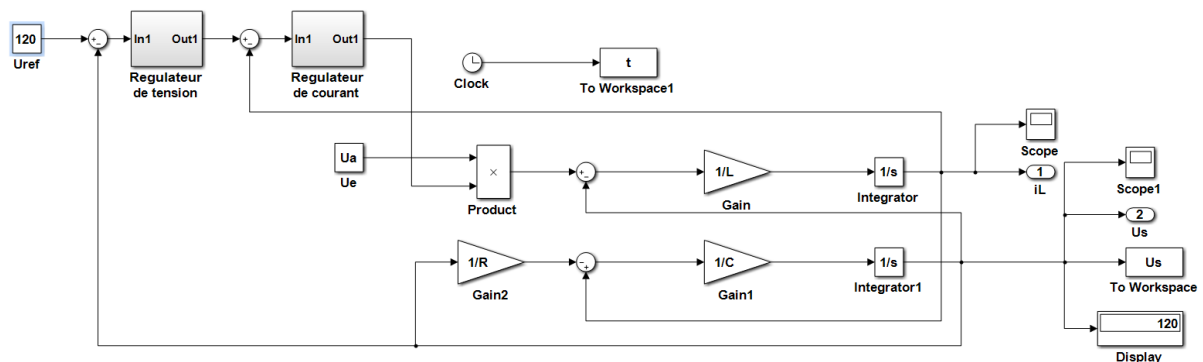 120
Uref
In1 Out1
Regulateur
de tension
In1 Out1
Regulateur
de courant
Clock
t
To Workspace1
Ua
Ue
×
Product
1/L
Gain
1/s
Integrator
Scope
1
iL
Scope1
2
Us
1/R
Gain2
1/C
Gain1
1/s
Integrator1
Us
To Workspace
120
Display